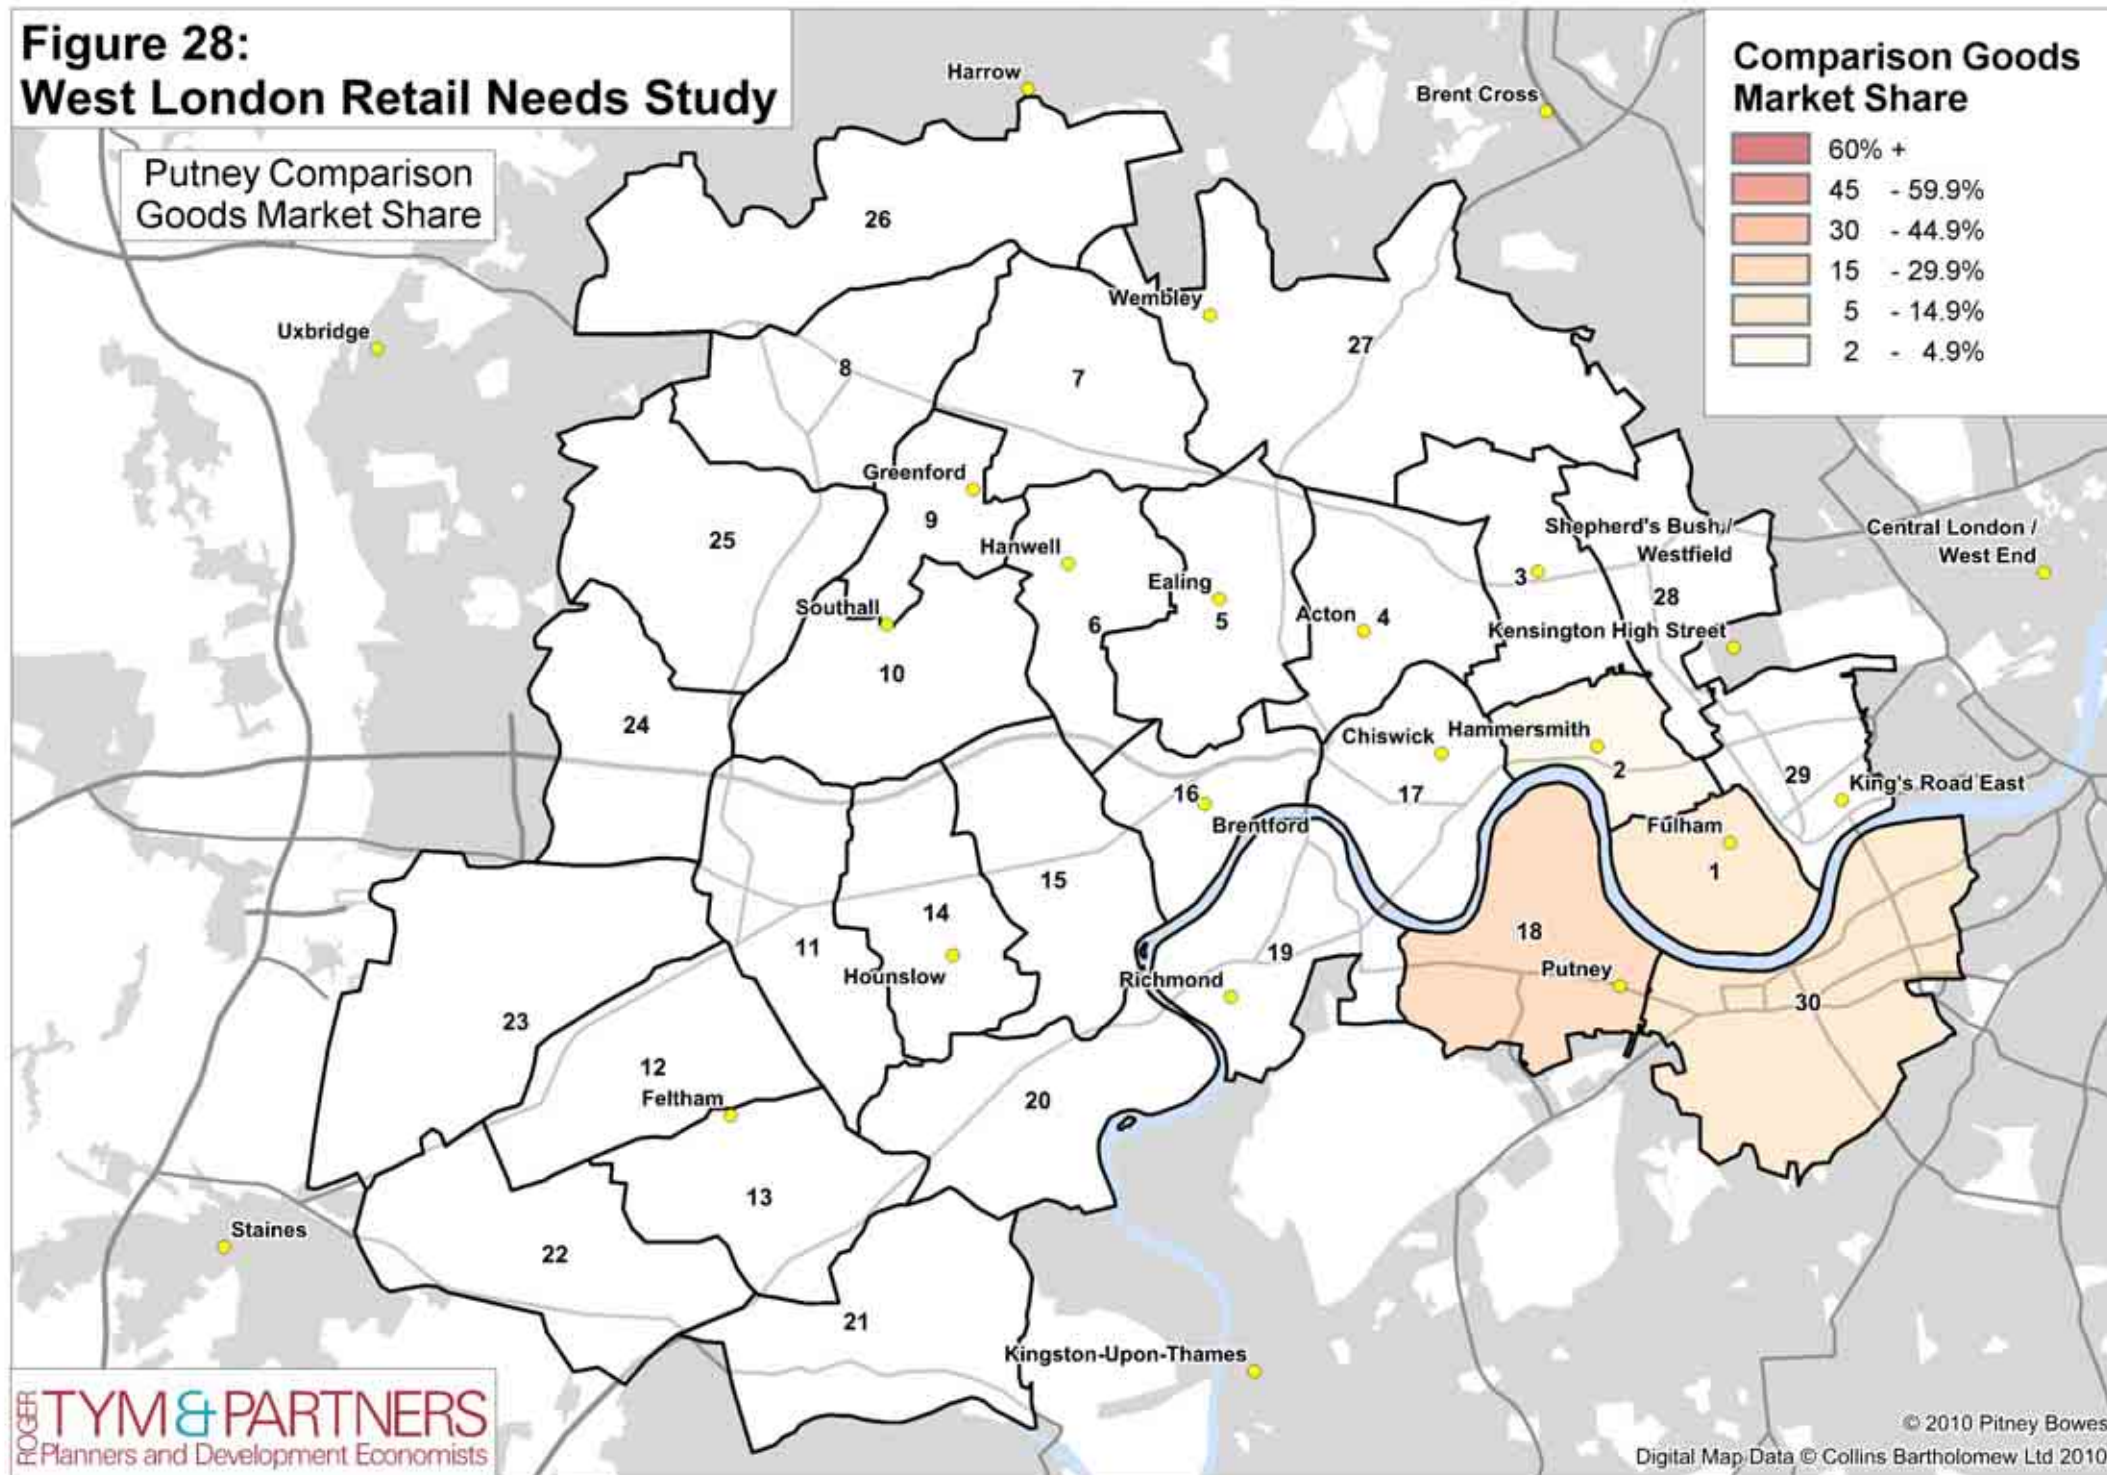 Figure 28:
West London Retail Needs Study
Putney Comparison
Goods Market Share
Comparison Goods
Market Share
60% +
45 - 59.9%
30 - 44.9%
15 - 29.9%
5 - 14.9%
2 - 4.9%
Harrow
Brent Cross
26
Wembley
Uxbridge
27
8
7
Greenford
9
25
Hanwell
Shepherd's Bush /
Westfield
Central London /
West End
3
Ealing
5
28
Southall
6
Acton
4
Kensington High Street
10
24
Chiswick
Hammersmith
2
29
King's Road East
16
17
Brentford
Fulham
1
15
14
18
11
19
Hounslow
Richmond
Putney
30
23
12
Feltham
20
13
Staines
22
21
Kingston-Upon-Thames
ROGER
TYM & PARTNERS
Planners and Development Economists
© 2010 Pitney Bowes
Digital Map Data © Collins Bartholomew Ltd 2010